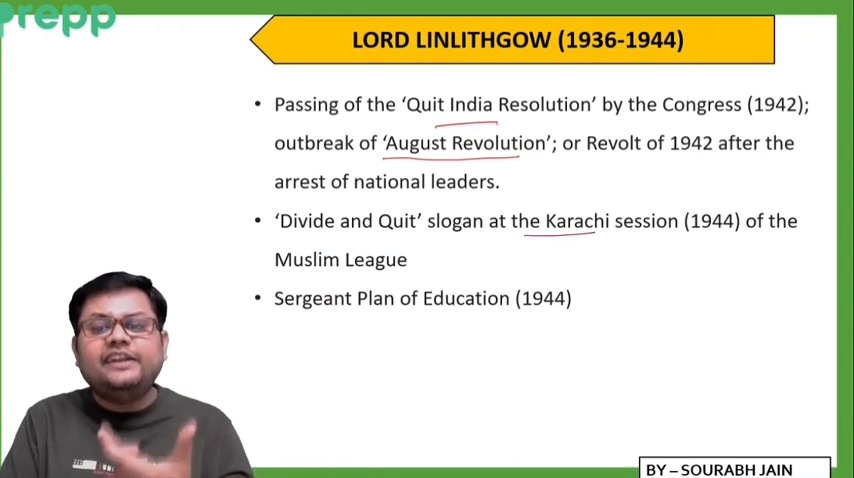 prepp
LORD LINLITHGOW (1936-1944)
• Passing of the ‘Quit India Resolution’ by the Congress (1942);
outbreak of ‘August Revolution’; or Revolt of 1942 after the
arrest of national leaders.
• ‘Divide and Quit’ slogan at the Karachi session (1944) of the
Muslim League
• Sergeant Plan of Education (1944)
BY – SOURABH JAIN